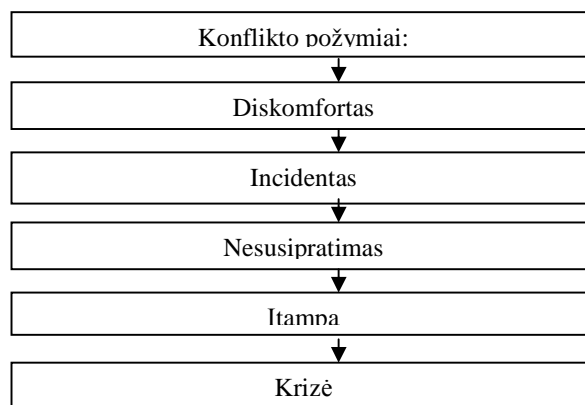 Konflikto požymiai:
Diskomfortas
Incidentas
Nesusipratimas
Įtampa
Krizė